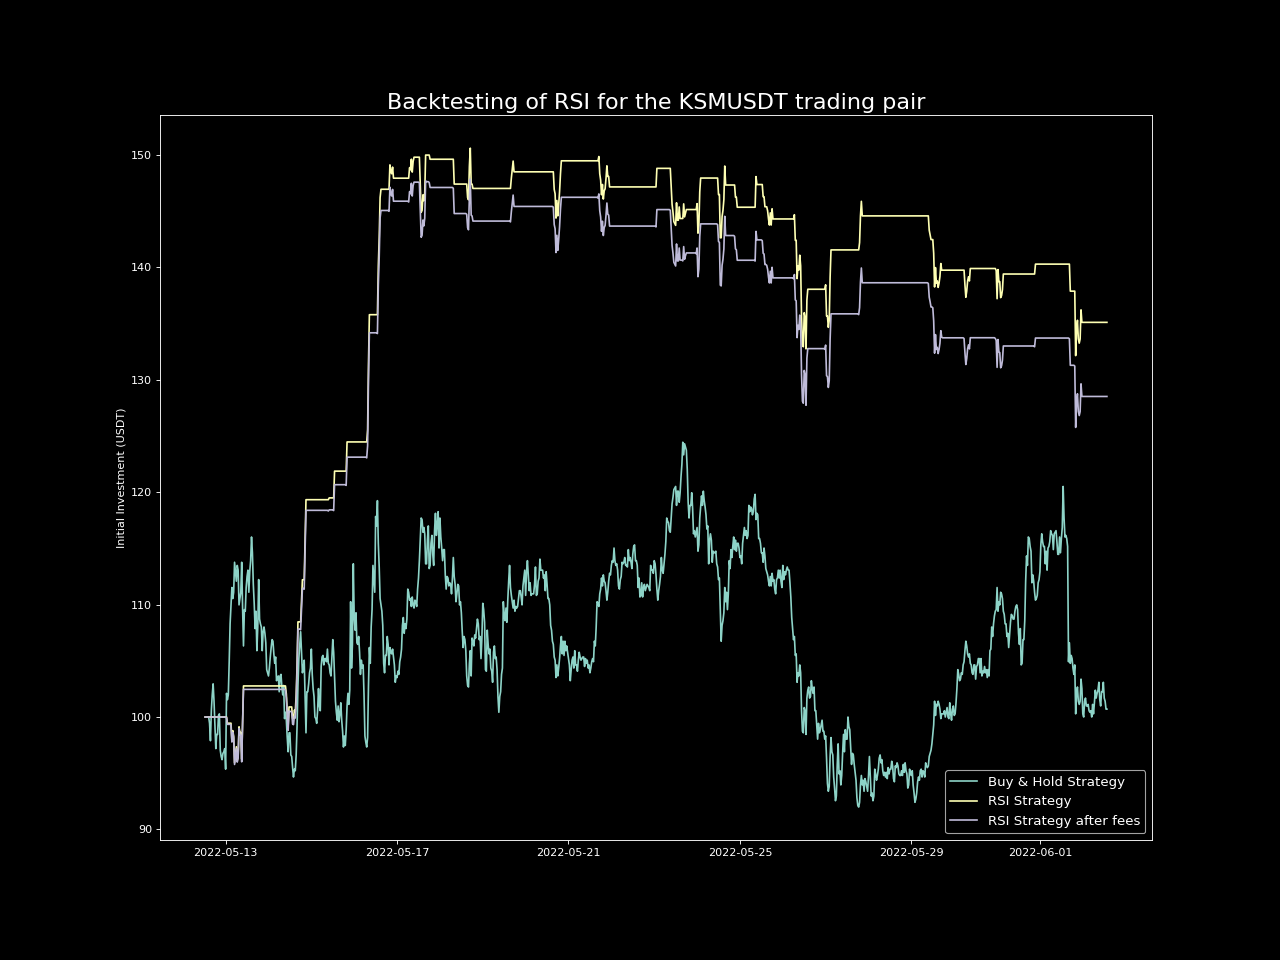 Backtesting of RSI for the KSMUSDT trading pair
150
140
130
120
110
100
90
Initial Investment (USDT)
2022-05-13
2022-05-17
2022-05-21
2022-05-25
2022-05-29
2022-06-01
Buy & Hold Strategy
RSI Strategy
RSI Strategy after fees